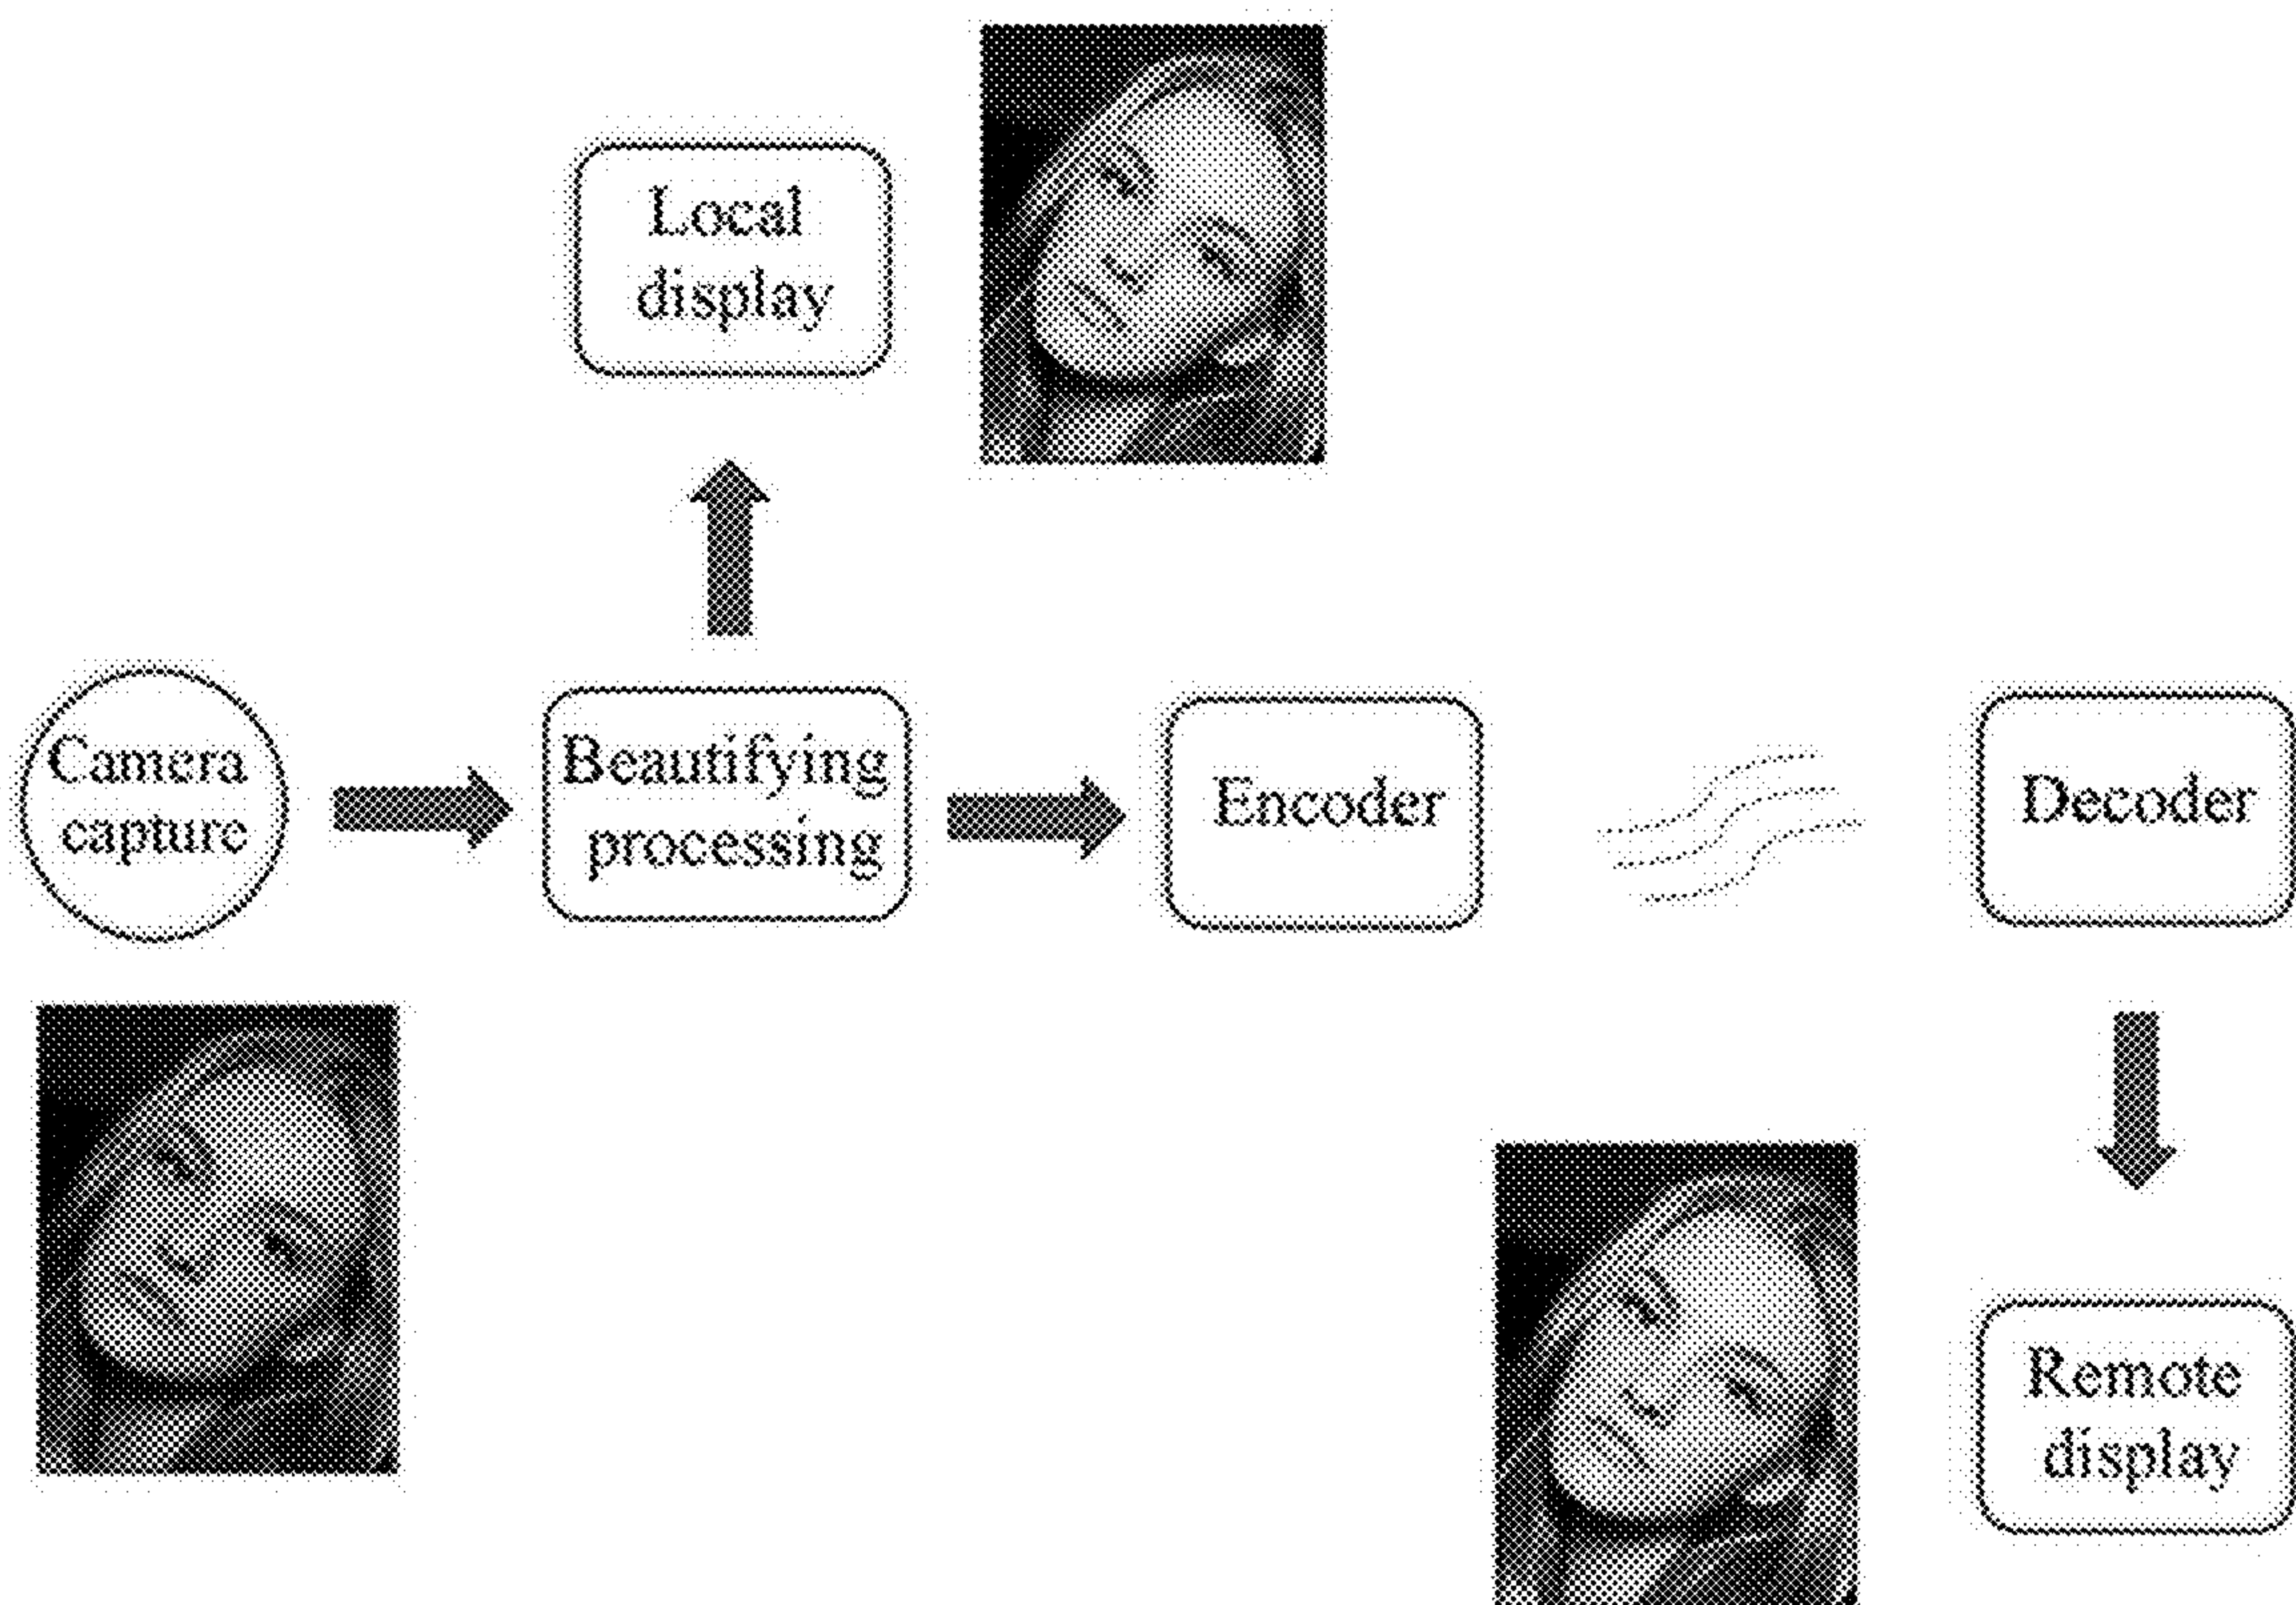 Local
display
Camera
capture
Beautifying
processing
Encoder
Decoder
Remote
display